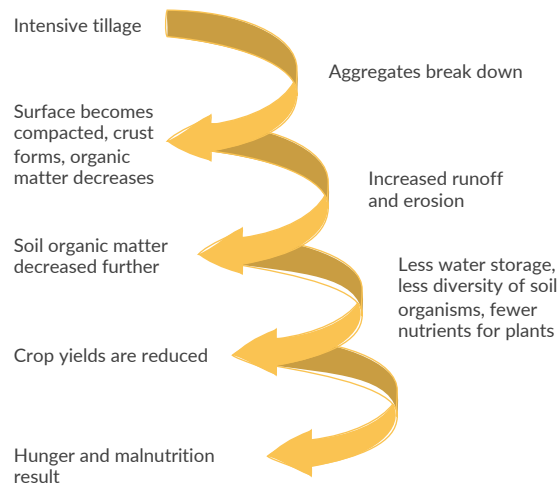 Intensive tillage
Aggregates break down
Surface becomes
compacted, crust
forms, organic
matter decreases
Increased runoff
and erosion
Soil organic matter
decreased further
Less water storage,
less diversity of soil
organisms, fewer
nutrients for plants
Crop yields are reduced
Hunger and malnutrition
result